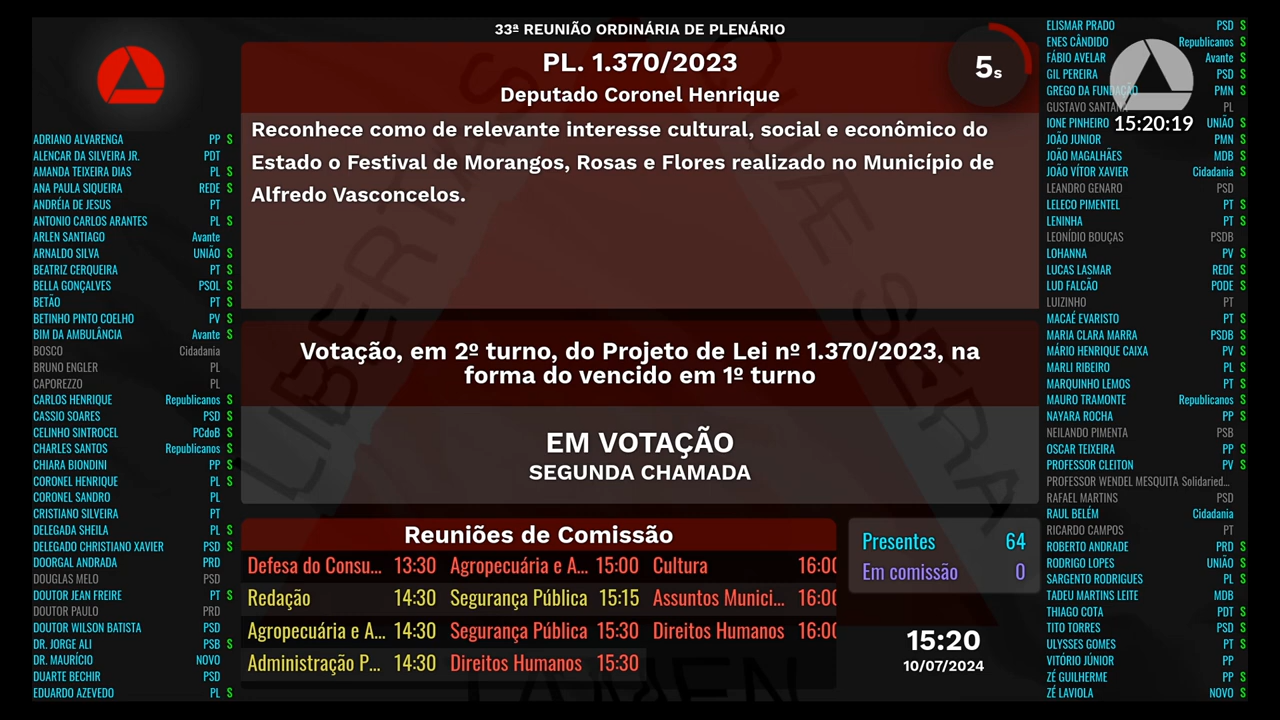 33ª REUNIÃO ORDINÁRIA DE PLENÁRIO
PL. 1.370/2023
Deputado Coronel Henrique
5s
Reconhece como de relevante interesse cultural, social e econômico do
Estado o Festival de Morangos, Rosas e Flores realizado no Município de
Alfredo Vasconcelos.
Votação, em 2º turno, do Projeto de Lei nº 1.370/2023, na
forma do vencido em 1º turno
EM VOTAÇÃO
SEGUNDA CHAMADA
Reuniões de Comissão
Defesa do Consu... 13:30 Agropecuária e A... 15:00 Cultura 16:00
Redação 14:30 Segurança Pública 15:15 Assuntos Munici... 16:00
Agropecuária e A... 14:30 Segurança Pública 15:30 Direitos Humanos 16:00
Administração P... 14:30 Direitos Humanos 15:30
Presentes 64
Em comissão 0
15:20
10/07/2024
ADRIANO ALVARENGA PP S
ALENCAR DA SILVEIRA JR. PDT
AMANDA TEIXEIRA DIAS PL S
ANA PAULA SIQUEIRA REDE S
ANDRÉIA DE JESUS PT
ANTONIO CARLOS ARANTES PL S
ARLEN SANTIAGO Avante
ARNALDO SILVA UNIÃO S
BEATRIZ CERQUEIRA PT S
BELLA GONÇALVES PSOL S
BETÃO PT S
BETINHO PINTO COELHO PV S
BIM DA AMBULÂNCIA Avante S
BOSCO Cidadania
BRUNO ENGLER PL
CAPOREZZO PL
CARLOS HENRIQUE Republicanos S
CASSIO SOARES PSD S
CELINHO SINTROCEL PCdoB S
CHARLES SANTOS Republicanos S
CHIARA BIONDINI PP S
CORONEL HENRIQUE PL S
CORONEL SANDRO PL
CRISTIANO SILVEIRA PT
DELEGADA SHEILA PL S
DELEGADO CHRISTIANO XAVIER PSD S
DOORGAL ANDRADA PRD
DOUGLAS MELO PSD
DOUTOR JEAN FREIRE PT S
DOUTOR PAULO PRD
DOUTOR WILSON BATISTA PSD
DR. JORGE ALI PSB S
DR. MAURÍCIO NOVO
DUARTE BECHIR PSD
EDUARDO AZEVEDO PL S
ELISMAR PRADO PSD S
ENES CÂNDIDO Republicanos S
FÁBIO AVELAR Avante S
GIL PEREIRA PSD S
GREGO DA FUNDAÇÃO PMN S
GUSTAVO SANTANA PL
IONE PINHEIRO UNIÃO S
15:20:19
JOÃO JUNIOR PMN S
JOÃO MAGALHÃES MDB S
JOÃO VÍTOR XAVIER Cidadania S
LEANDRO GENARO PSD
LELECO PIMENTEL PT S
LENINHA PT S
LEONÍDIO BOUÇAS PSDB
LOHANNA PV S
LUCAS LASMAR REDE S
LUD FALCÃO PODE S
LUIZINHO PT
MACAÉ EVARISTO PT S
MARIA CLARA MARRA PSDB S
MÁRIO HENRIQUE CAIXA PV S
MARLI RIBEIRO PL S
MARQUINHO LEMOS PT S
MAURO TRAMONTE Republicanos S
NAYARA ROCHA PP S
NEILANDO PIMENTA PSB
OSCAR TEIXEIRA PP S
PROFESSOR CLEITON PV S
PROFESSOR WENDEL MESQUITA Solidaried...
RAFAEL MARTINS PSD
RAUL BELÉM Cidadania
RICARDO CAMPOS PT
ROBERTO ANDRADE PRD S
RODRIGO LOPES UNIÃO S
SARGENTO RODRIGUES PL S
TADEU MARTINS LEITE MDB
THIAGO COTA PDT S
TITO TORRES PSD S
ULYSSES GOMES PT S
VITÓRIO JÚNIOR PP
ZÉ GUILHERME PP S
ZÉ LAVIOLA NOVO S